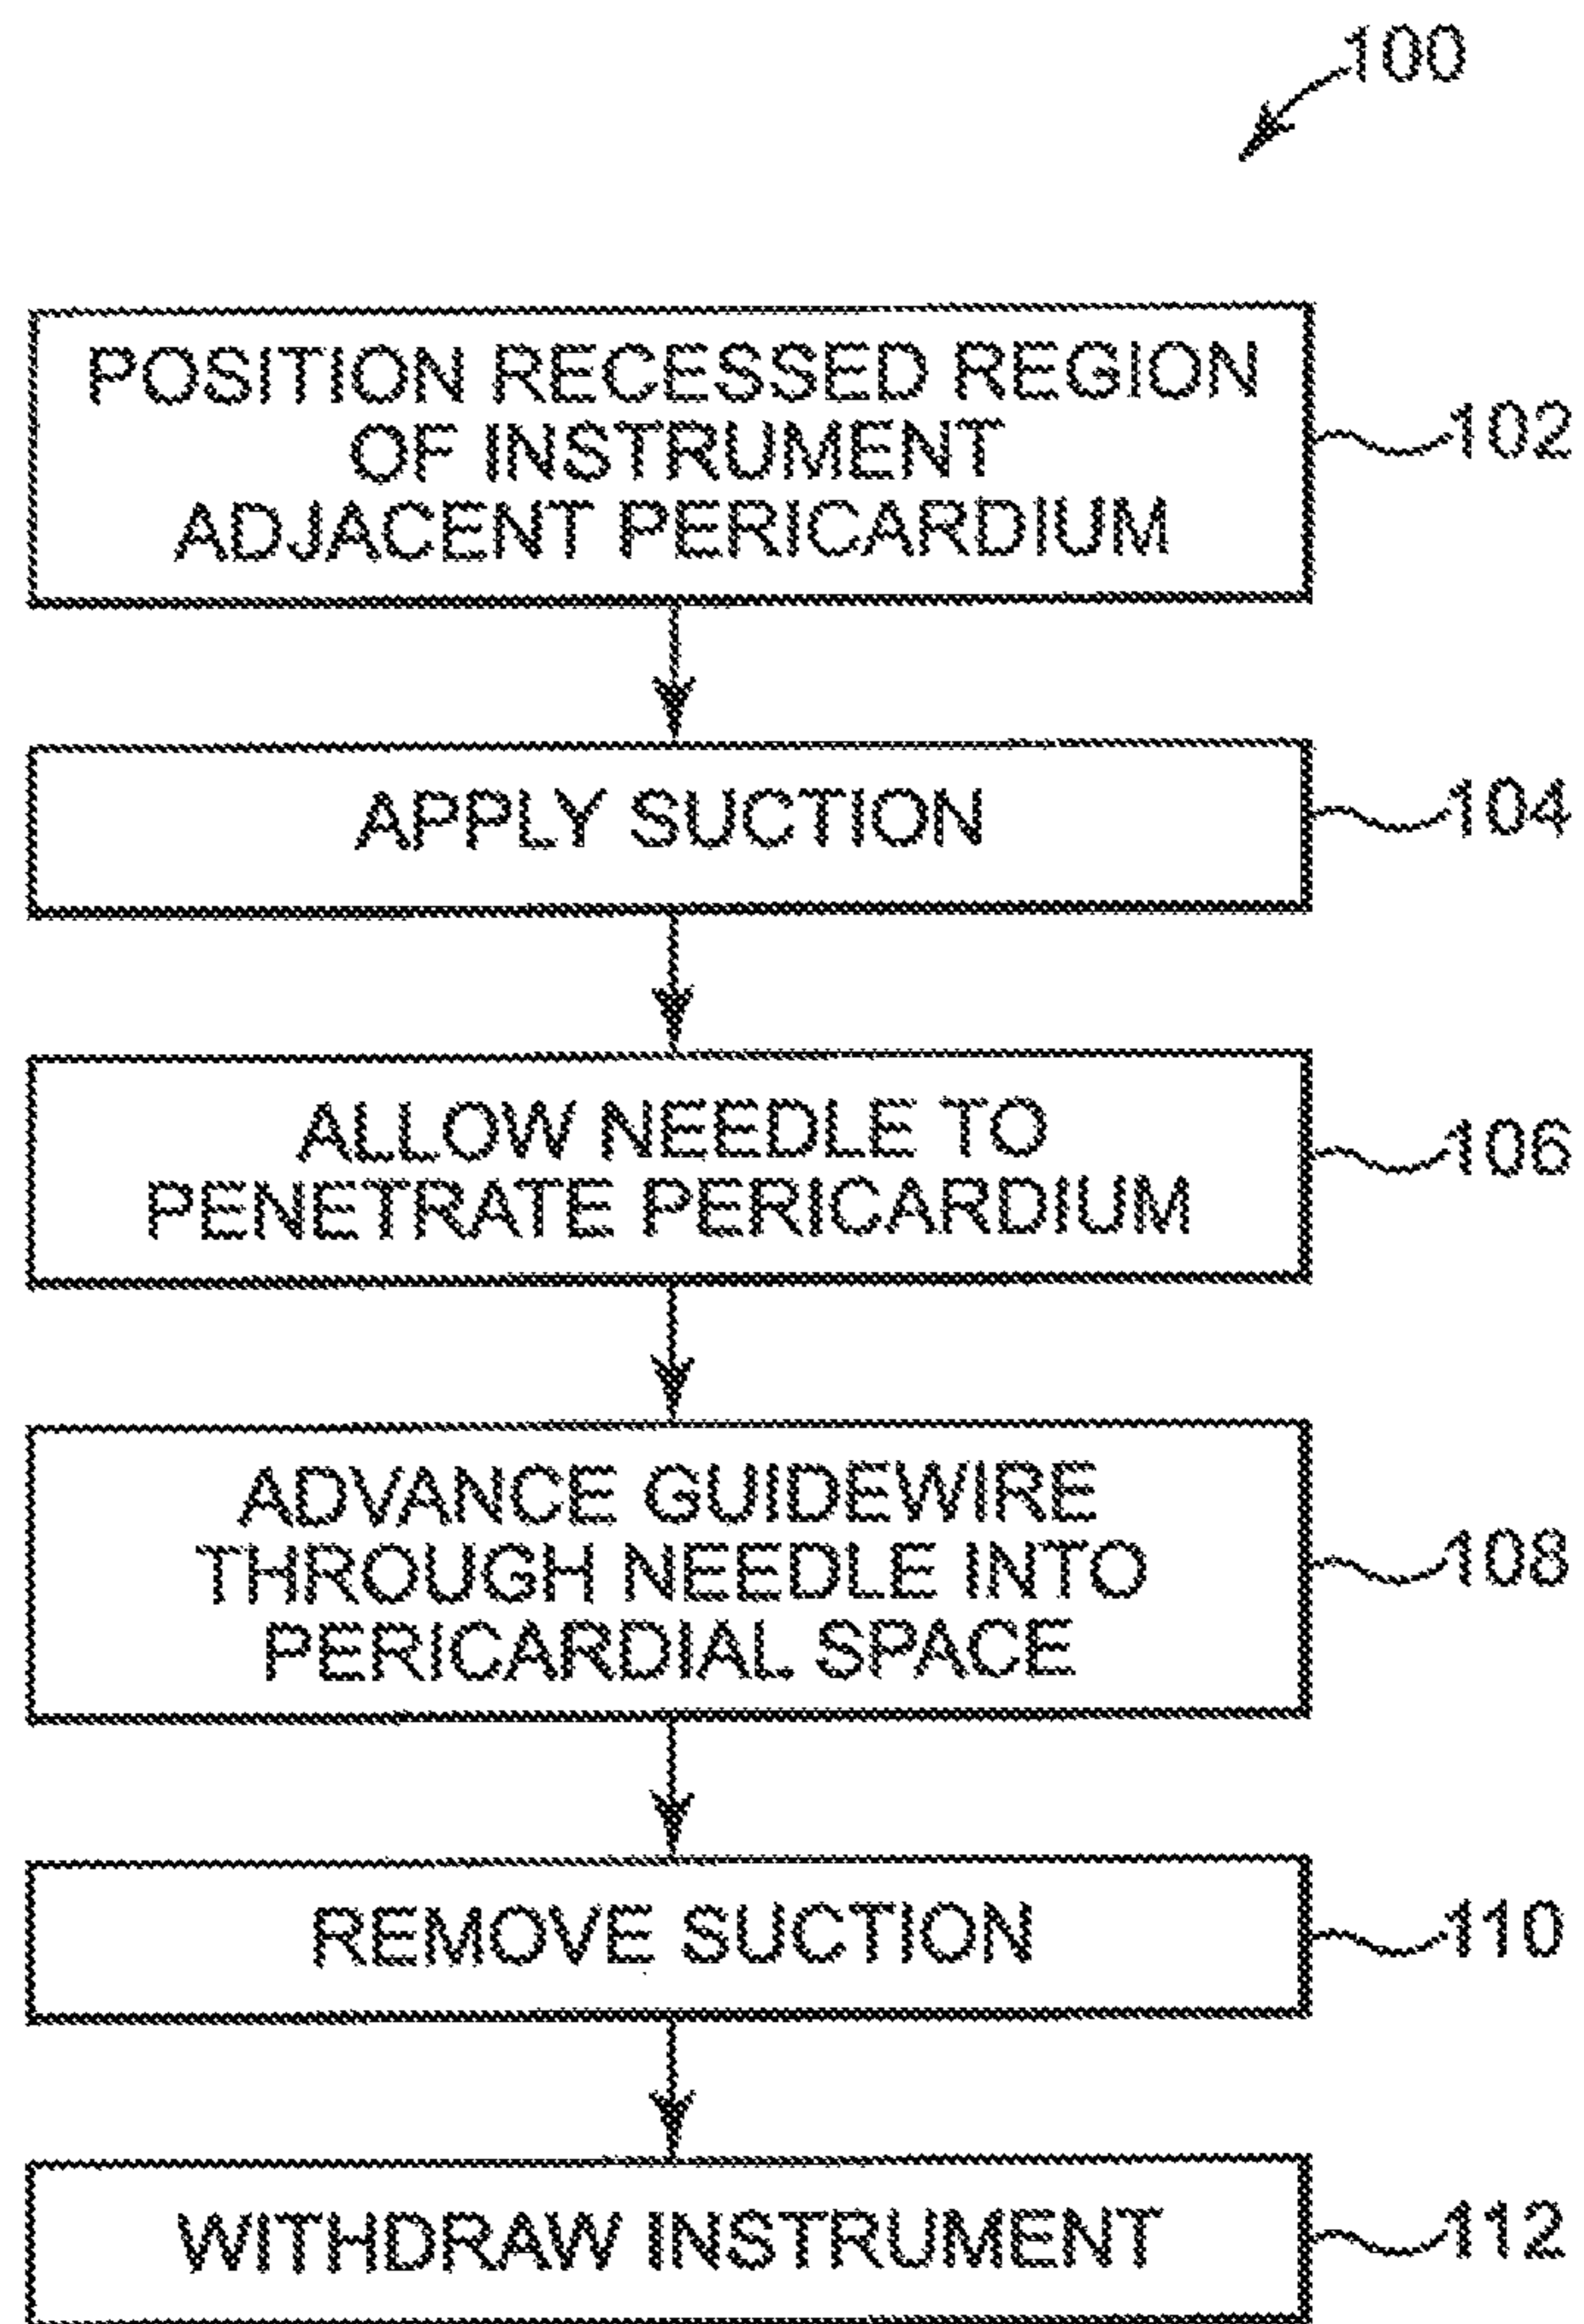 100
POSITION RECESSED REGION
OF INSTRUMENT
ADJACENT PERICARDIUM
102
APPLY SUCTION
104
ALLOW NEEDLE TO
PENETRATE PERICARDIUM
106
ADVANCE GUIDEWIRE
THROUGH NEEDLE INTO
PERICARDIAL SPACE
108
REMOVE SUCTION
110
WITHDRAW INSTRUMENT
112